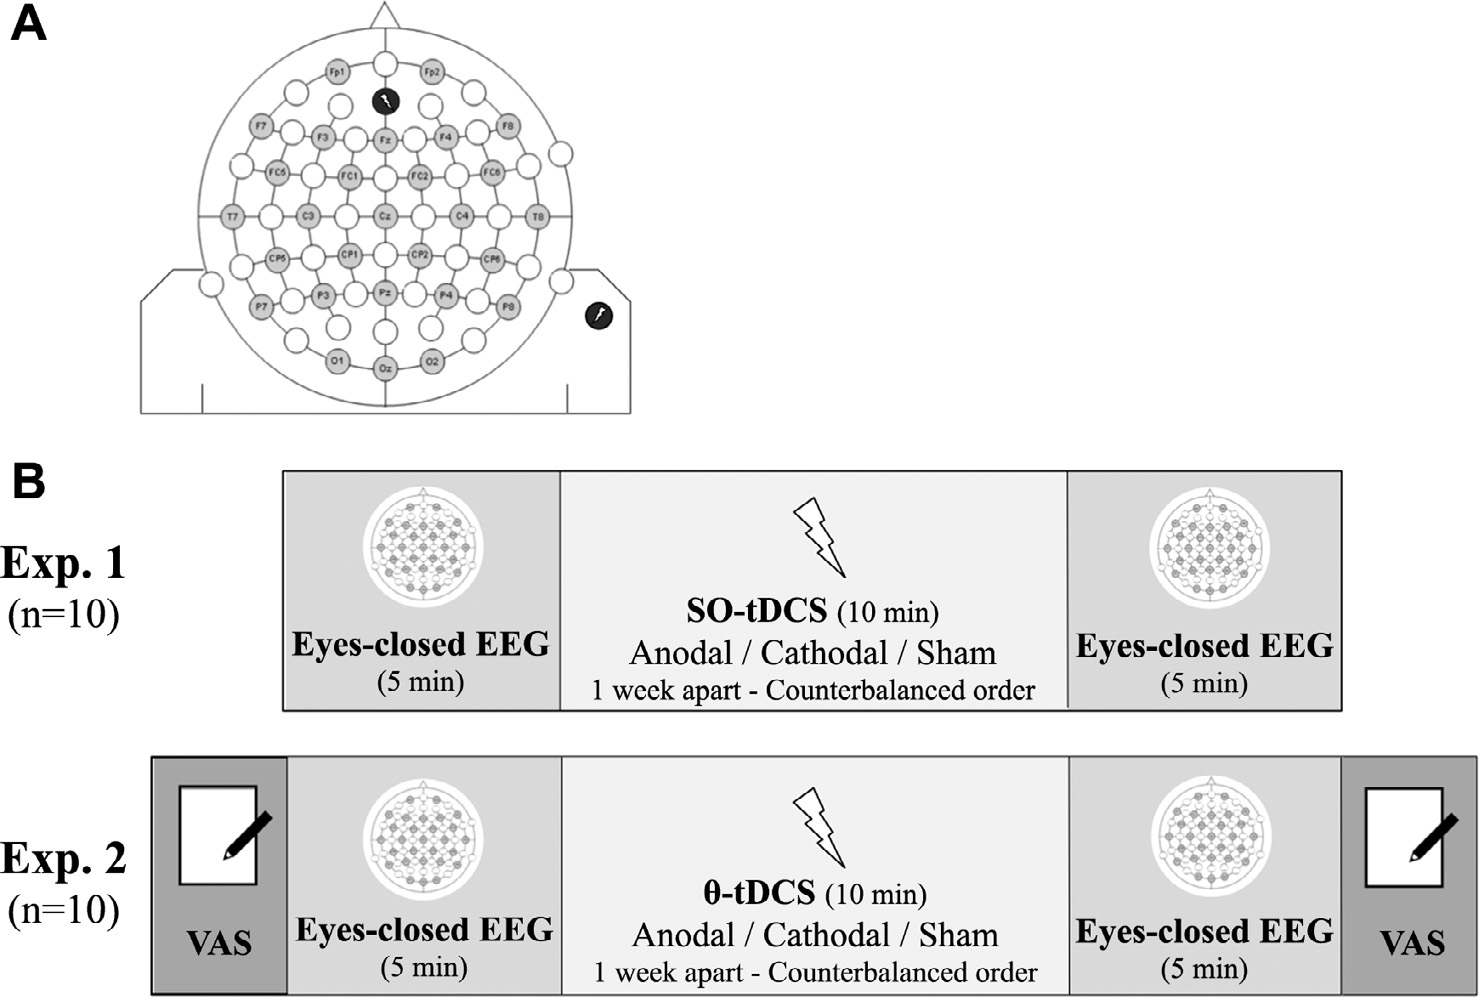 A
Fp1 Fp2
F7 F3 Fz F4 F8
FC5 FC1 FC2 FC6
T7 C3 Cz C4 T8
CP5 CP1 CP2 CP6
P7 P3 Pz P4 P8
O1 Oz O2
B
Exp. 1
(n=10)
Eyes-closed EEG
(5 min)
SO-tDCS (10 min)
Anodal / Cathodal / Sham
1 week apart - Counterbalanced order
Eyes-closed EEG
(5 min)
Exp. 2
(n=10)
VAS
Eyes-closed EEG
(5 min)
θ-tDCS (10 min)
Anodal / Cathodal / Sham
1 week apart - Counterbalanced order
Eyes-closed EEG
(5 min)
VAS